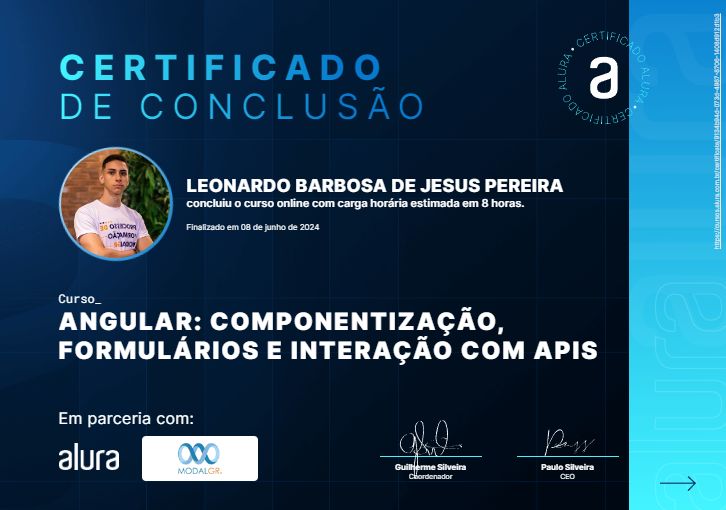 CERTIFICADO
DE CONCLUSÃO
CERTIFICADO ALURA • CERTIFICADO ALURA •
a
LEONARDO BARBOSA DE JESUS PEREIRA
concluiu o curso online com carga horária estimada em 8 horas.
Finalizado em 08 de junho de 2024
Curso_
ANGULAR: COMPONENTIZAÇÃO,
FORMULÁRIOS E INTERAÇÃO COM APIS
Em parceria com:
alura
MODALGR
Guilherme Silveira
Coordenador
Paulo Silveira
CEO
alura